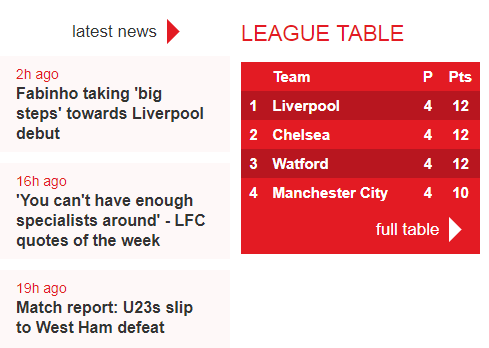 latest news
2h ago
Fabinho taking 'big
steps' towards Liverpool
debut
16h ago
'You can't have enough
specialists around' - LFC
quotes of the week
19h ago
Match report: U23s slip
to West Ham defeat
LEAGUE TABLE
Team P Pts
1 Liverpool 4 12
2 Chelsea 4 12
3 Watford 4 12
4 Manchester City 4 10
full table